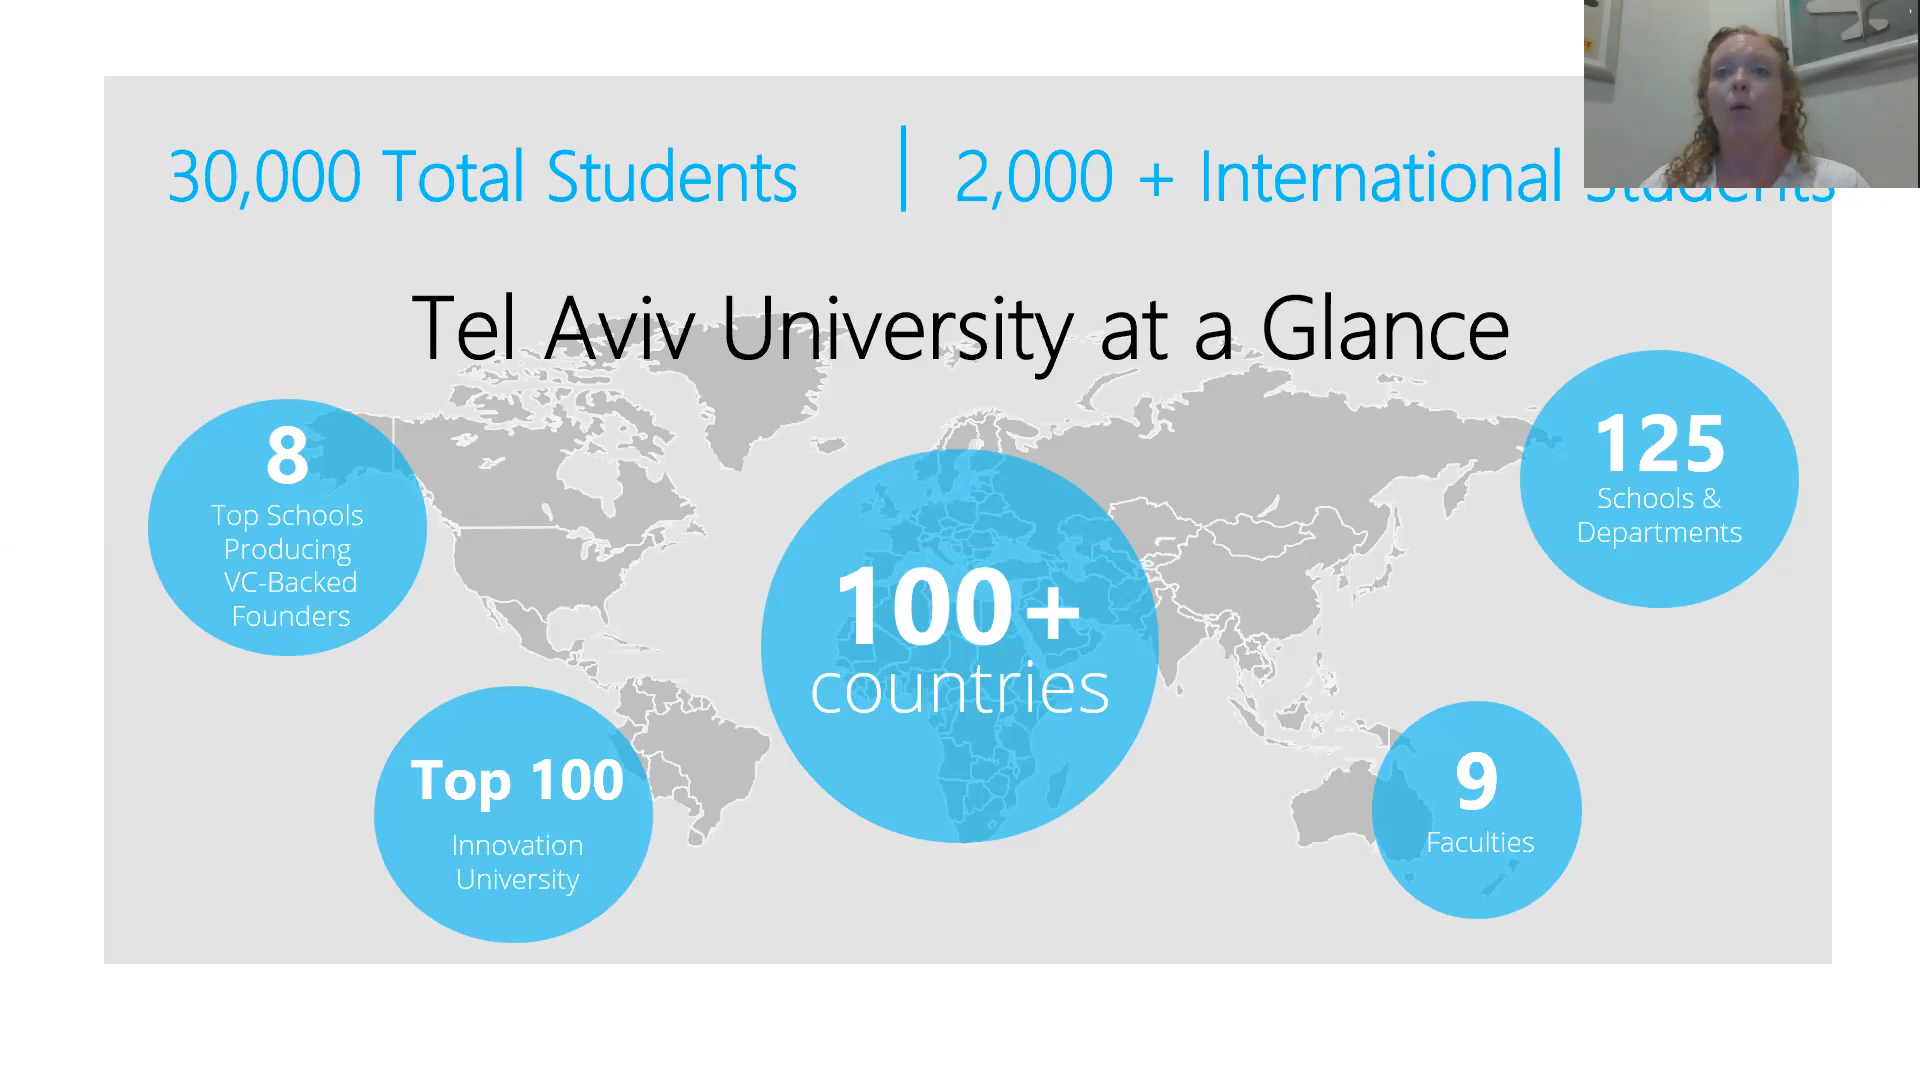 30,000 Total Students
2,000 + International Students
Tel Aviv University at a Glance
8
Top Schools
Producing
VC-Backed
Founders
100+
countries
125
Schools &
Departments
Top 100
Innovation
University
9
Faculties